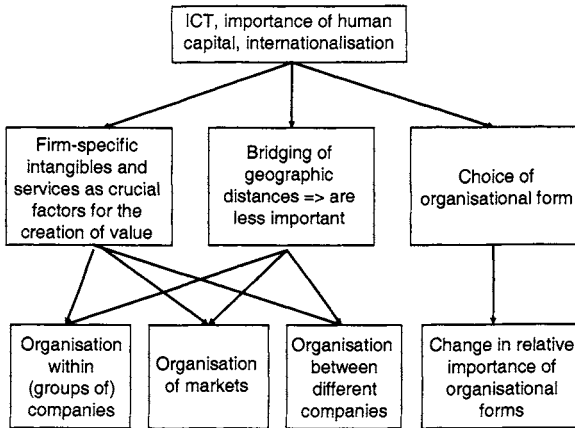 ICT, importance of human
capital, internationalisation
Firm-specific
intangibles and
services as crucial
factors for the
creation of value
Bridging of
geographic
distances => are
less important
Choice of
organisational form
Organisation
within
(groups of)
companies
Organisation
of markets
Organisation
between
different
companies
Change in relative
importance of
organisational
forms